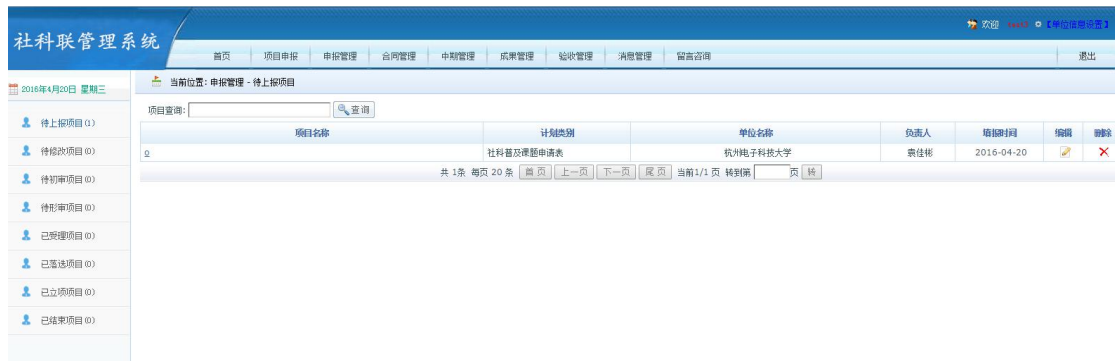 社科联管理系统
欢迎 【单位信息设置】
首页 项目申报 申报管理 合同管理 中期管理 成果管理 验收管理 消息管理 留言咨询 退出
2016年4月20日 星期三
当前位置:申报管理 - 待上报项目
项目查询: 查询
项目名称 计划类别 单位名称 负责人 填报时间 编辑 删除
社科普及课题申请表 杭州电子科技大学 袁佳彬 2016-04-20
共 1条 每页 20 条 首页 上一页 下一页 尾页 当前1/1 页 转到第 页 转
待上报项目(1)
待修改项目(0)
待初审项目(0)
待形审项目(0)
已受理项目(0)
已落选项目(0)
已立项项目(0)
已结束项目(0)